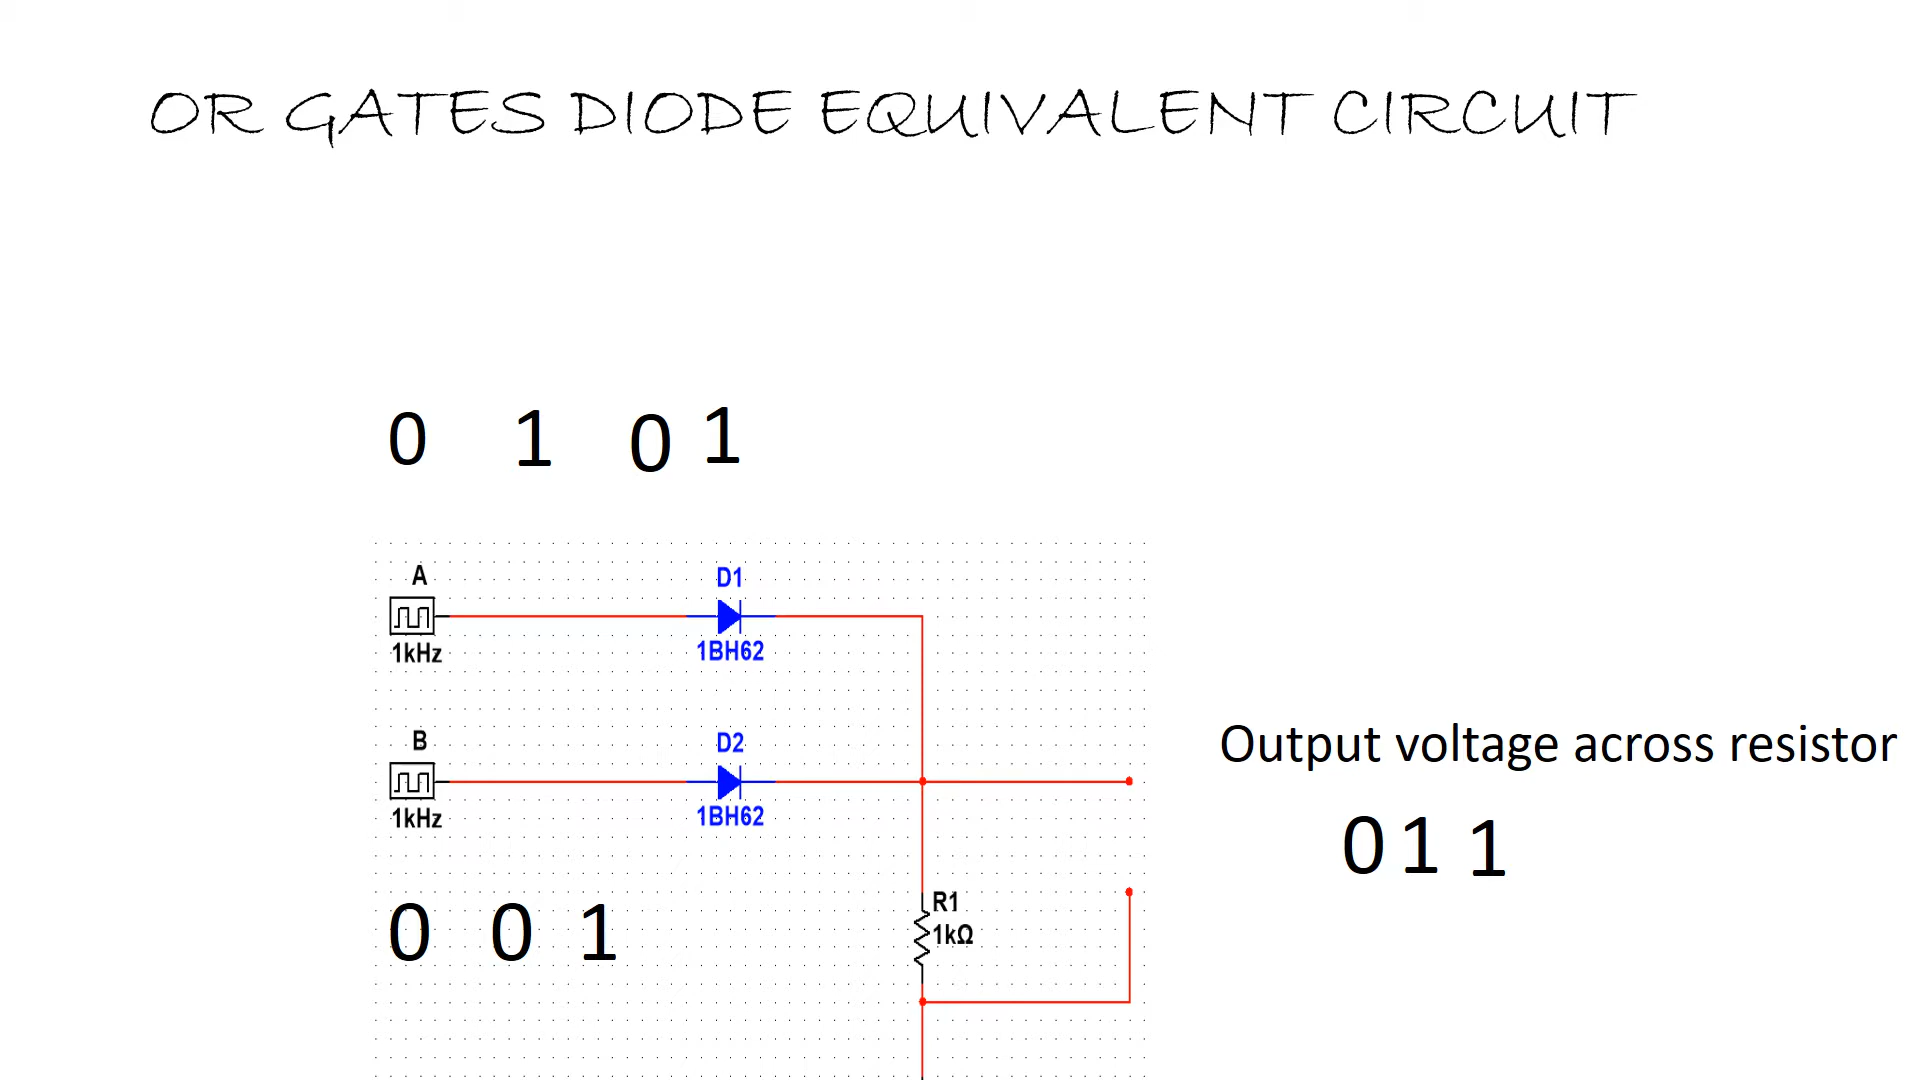 OR GATES DIODE EQUIVALENT CIRCUIT
0 1 0 1
A
D1
1kHz
1BH62
B
D2
Output voltage across resistor
1kHz
1BH62
0 1 1
R1
1kΩ
0 0 1